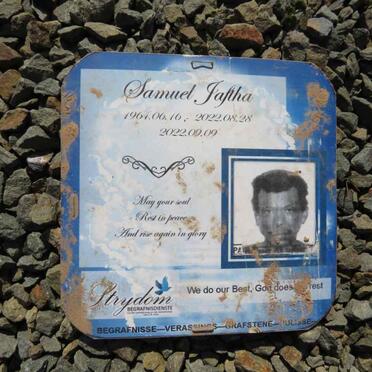 Samuel Jaftha
1964.06.16 ; 2022.08.28
2022.09.09
May your soul
Rest in peace
And rise again in glory
Strydom
BEGRAFNISDIENSTE
We do our Best, God does the rest
BEGRAFNISSE—VERASSINGS—GRAFSTENE—POLISSE